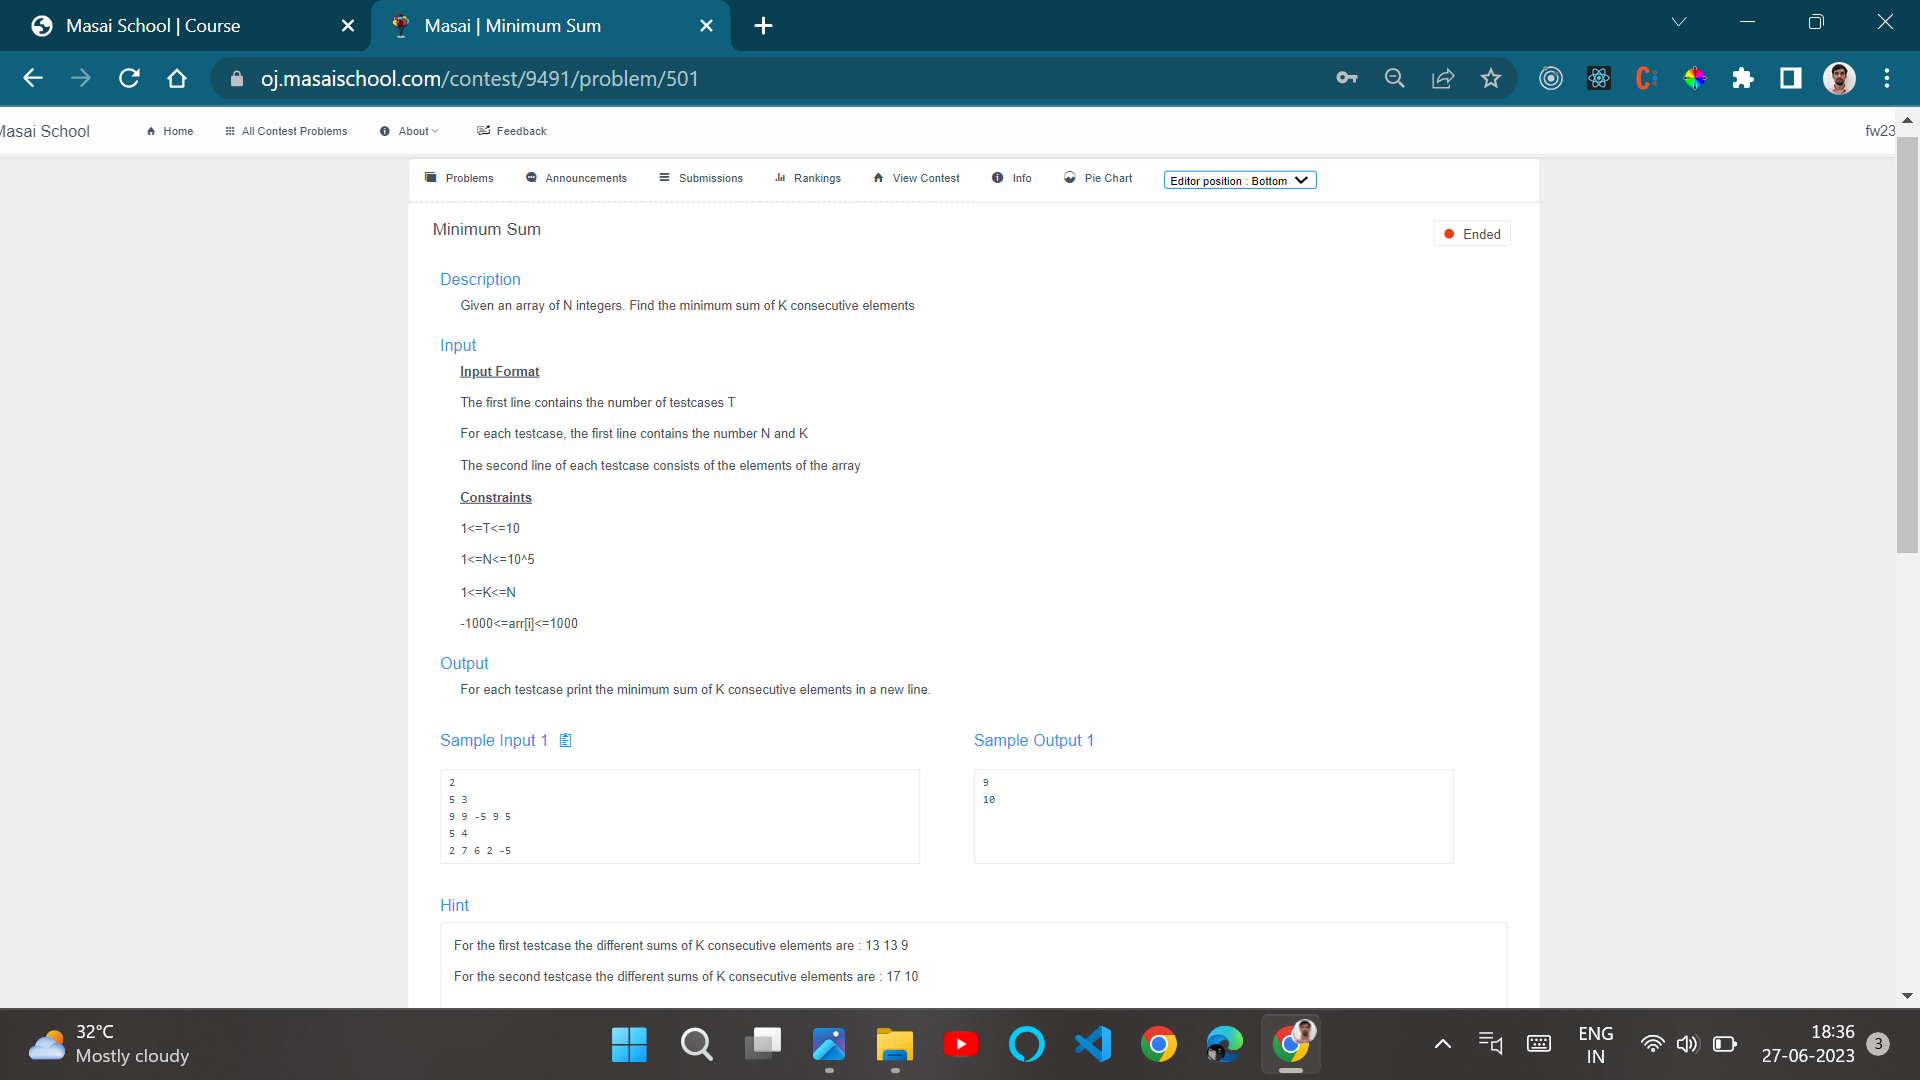 Masai School | Course
Masai | Minimum Sum
oj.masaischool.com/contest/9491/problem/501
Masai School
Home
All Contest Problems
About
Feedback
fw23
Problems
Announcements
Submissions
Rankings
View Contest
Info
Pie Chart
Editor position : Bottom
Minimum Sum
Ended
Description
Given an array of N integers. Find the minimum sum of K consecutive elements
Input
Input Format
The first line contains the number of testcases T
For each testcase, the first line contains the number N and K
The second line of each testcase consists of the elements of the array
Constraints
1<=T<=10
1<=N<=10^5
1<=K<=N
-1000<=arr[i]<=1000
Output
For each testcase print the minimum sum of K consecutive elements in a new line.
Sample Input 1
2
5 3
9 9 -5 9 5
5 4
2 7 6 2 -5
Sample Output 1
9
10
Hint
For the first testcase the different sums of K consecutive elements are : 13 13 9
For the second testcase the different sums of K consecutive elements are : 17 10
32°C
Mostly cloudy
ENG
IN
18:36
27-06-2023
3